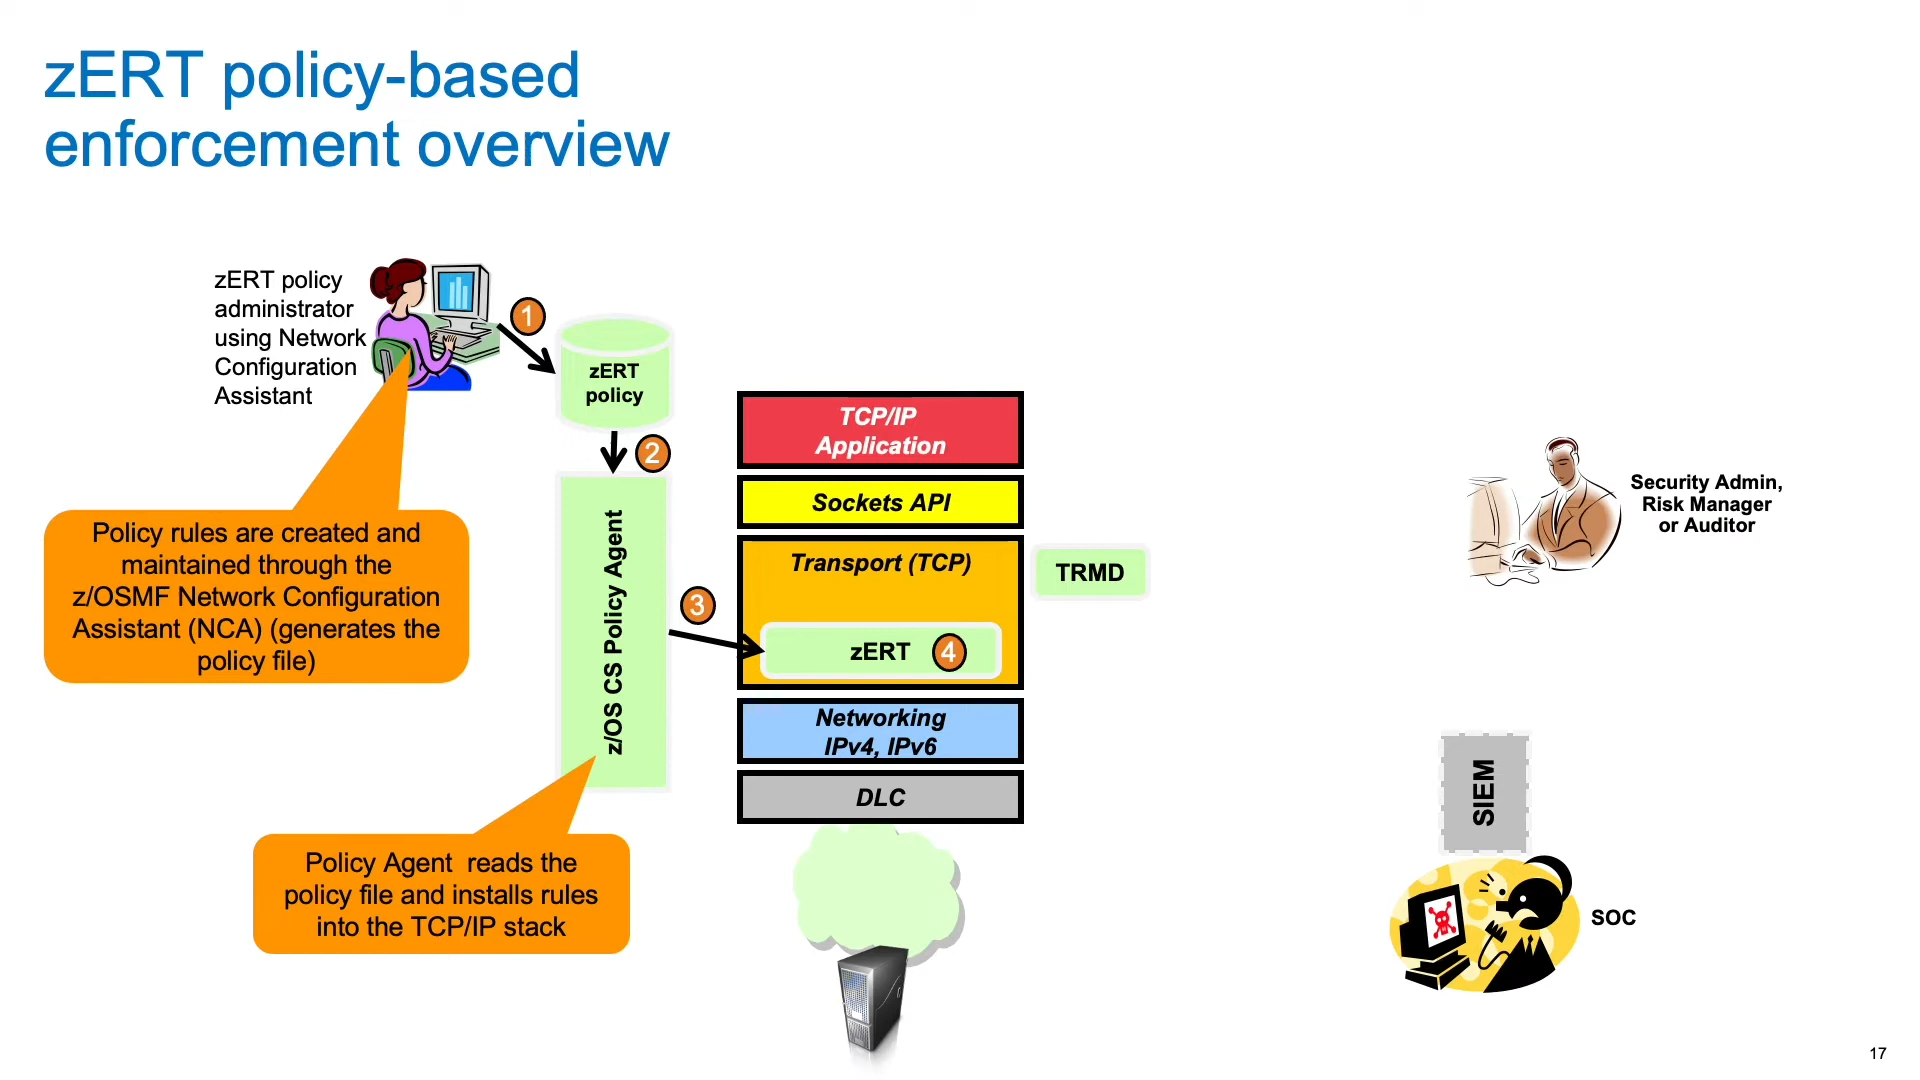 zERT policy-based
enforcement overview
zERT policy
administrator
using Network
Configuration
Assistant
1
zERT
policy
2
TCP/IP
Application
Sockets API
Transport (TCP)
TRMD
Security Admin,
Risk Manager
or Auditor
Policy rules are created and
maintained through the
z/OSMF Network Configuration
Assistant (NCA) (generates the
policy file)
z/OS CS Policy Agent
3
zERT
4
Networking
IPv4, IPv6
DLC
SIEM
Policy Agent  reads the
policy file and installs rules
into the TCP/IP stack
SOC
17